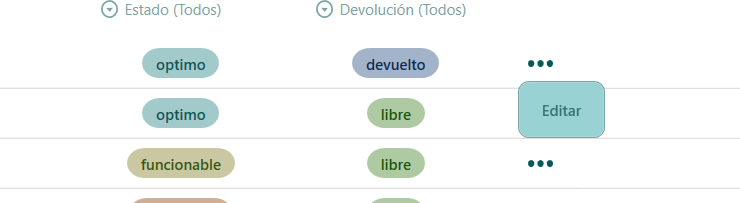 Estado (Todos) Devolución (Todos)
optimo devuelto
optimo libre Editar
funcionable libre